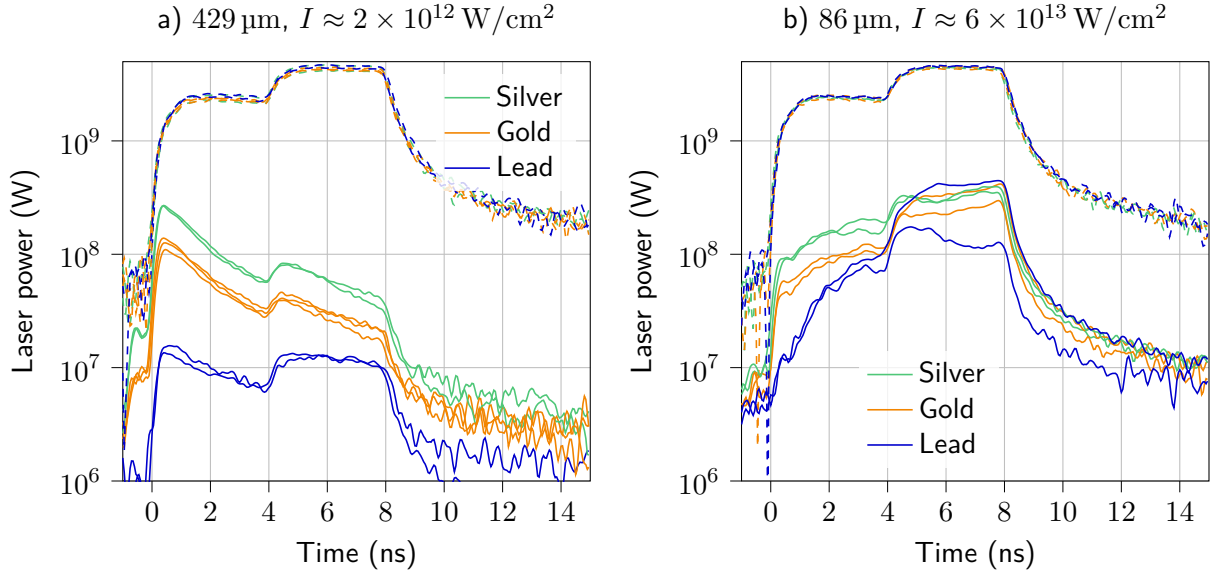 a) 429 μm, I ≈ 2 × 10¹² W/cm²
b) 86 μm, I ≈ 6 × 10¹³ W/cm²
Silver
Gold
Lead
10⁹
10⁸
10⁷
10⁶
Laser power (W)
0 2 4 6 8 10 12 14
Time (ns)
10⁹
10⁸
10⁷
10⁶
Laser power (W)
Silver
Gold
Lead
0 2 4 6 8 10 12 14
Time (ns)